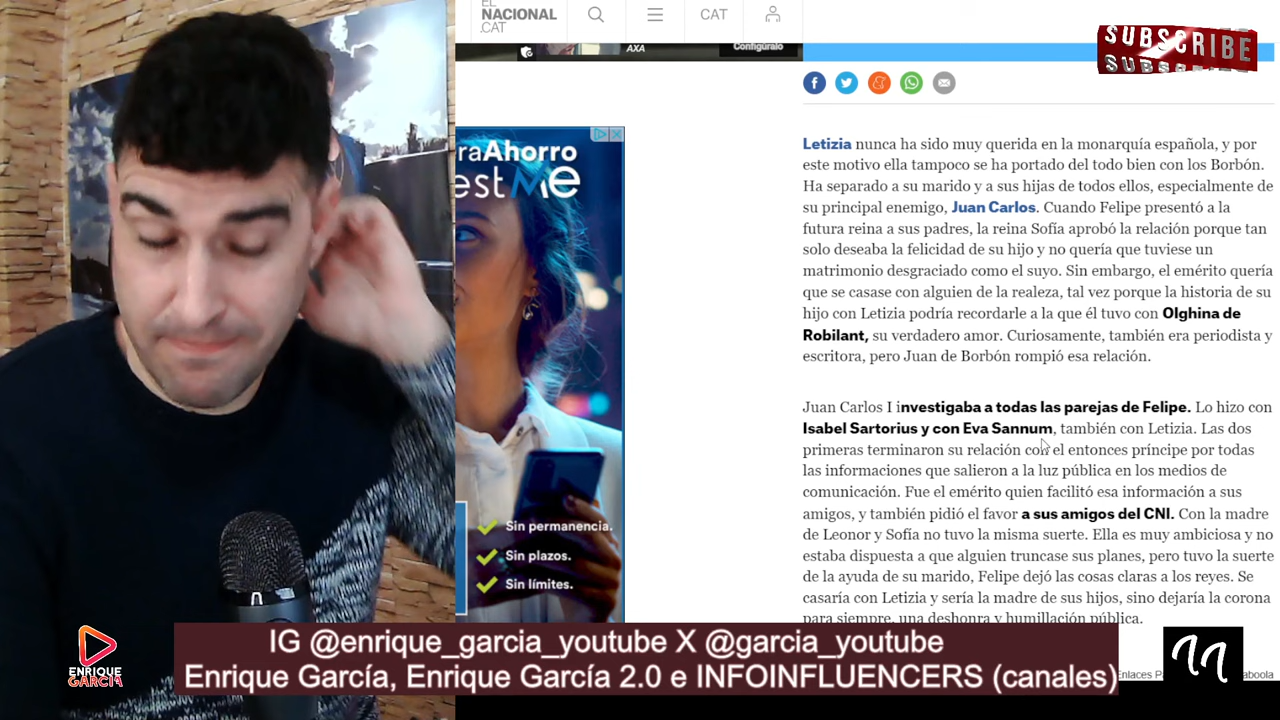 EL
NACIONAL
.CAT
CAT
AXA
Configúralo
SUBSCRIBE
SUBSCRIBE
raAhorro
est Me
Sin permanencia.
Sin plazos.
Sin límites.
Letizia nunca ha sido muy querida en la monarquía española, y por
este motivo ella tampoco se ha portado del todo bien con los Borbón.
Ha separado a su marido y a sus hijas de todos ellos, especialmente de
su principal enemigo, Juan Carlos. Cuando Felipe presentó a la
futura reina a sus padres, la reina Sofía aprobó la relación porque tan
solo deseaba la felicidad de su hijo y no quería que tuviese un
matrimonio desgraciado como el suyo. Sin embargo, el emérito quería
que se casase con alguien de la realeza, tal vez porque la historia de su
hijo con Letizia podría recordarle a la que él tuvo con Olghina de
Robilant, su verdadero amor. Curiosamente, también era periodista y
escritora, pero Juan de Borbón rompió esa relación.
Juan Carlos I investigaba a todas las parejas de Felipe. Lo hizo con
Isabel Sartorius y con Eva Sannum, también con Letizia. Las dos
primeras terminaron su relación con el entonces príncipe por todas
las informaciones que salieron a la luz pública en los medios de
comunicación. Fue el emérito quien facilitó esa información a sus
amigos, y también pidió el favor a sus amigos del CNI. Con la madre
de Leonor y Sofía no tuvo la misma suerte. Ella es muy ambiciosa y no
estaba dispuesta a que alguien truncase sus planes, pero tuvo la suerte
de la ayuda de su marido, Felipe dejó las cosas claras a los reyes. Se
casaría con Letizia y sería la madre de sus hijos, sino dejaría la corona
para siempre, una deshonra y humillación pública.
Enlaces
ENRIQUE
GARCÍA
IG @enrique_garcia_youtube X @garcia_youtube
Enrique García, Enrique García 2.0 e INFOINFLUENCERS (canales)